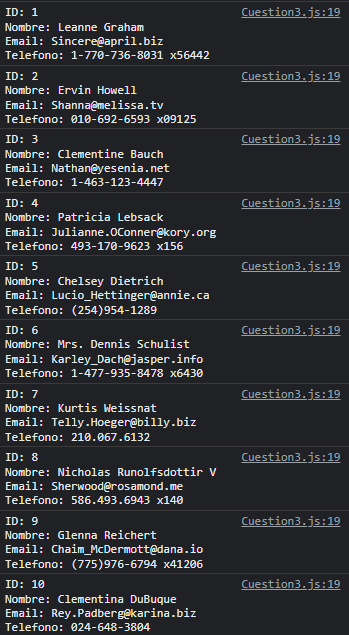 ID: 1 Cuestion3.js:19
Nombre: Leanne Graham
Email: Sincere@april.biz
Telefono: 1-770-736-8031 x56442
ID: 2 Cuestion3.js:19
Nombre: Ervin Howell
Email: Shanna@melissa.tv
Telefono: 010-692-6593 x09125
ID: 3 Cuestion3.js:19
Nombre: Clementine Bauch
Email: Nathan@yesenia.net
Telefono: 1-463-123-4447
ID: 4 Cuestion3.js:19
Nombre: Patricia Lebsack
Email: Julianne.OConner@kory.org
Telefono: 493-170-9623 x156
ID: 5 Cuestion3.js:19
Nombre: Chelsey Dietrich
Email: Lucio_Hettinger@annie.ca
Telefono: (254)954-1289
ID: 6 Cuestion3.js:19
Nombre: Mrs. Dennis Schulist
Email: Karley_Dach@jasper.info
Telefono: 1-477-935-8478 x6430
ID: 7 Cuestion3.js:19
Nombre: Kurtis Weissnat
Email: Telly.Hoeger@billy.biz
Telefono: 210.067.6132
ID: 8 Cuestion3.js:19
Nombre: Nicholas Runolfsdottir V
Email: Sherwood@rosamond.me
Telefono: 586.493.6943 x140
ID: 9 Cuestion3.js:19
Nombre: Glenna Reichert
Email: Chaim_McDermott@dana.io
Telefono: (775)976-6794 x41206
ID: 10 Cuestion3.js:19
Nombre: Clementina DuBuque
Email: Rey.Padberg@karina.biz
Telefono: 024-648-3804